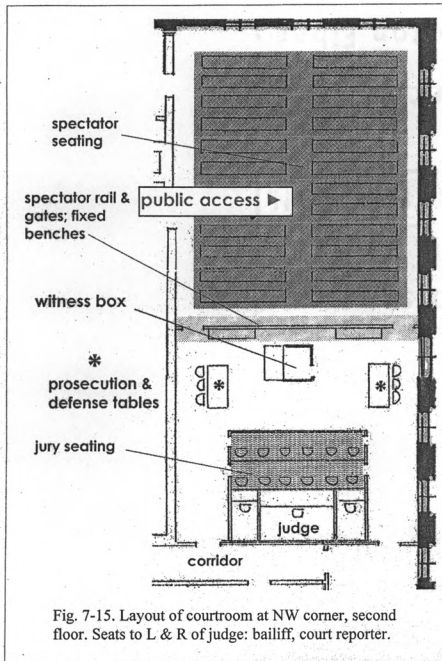 spectator
seating
spectator rail &
gates; fixed
benches
public access ►
witness box
*
prosecution &
defense tables
*
*
jury seating
judge
corridor
Fig. 7-15. Layout of courtroom at NW corner, second
floor. Seats to L & R of judge: bailiff, court reporter.